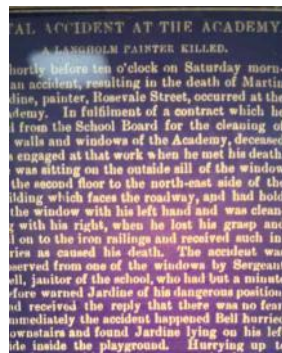 TAL ACCIDENT AT THE ACADEMY
A LANGHOLM PAINTER KILLED.
hortly before ten o'clock on Saturday morn-
an accident, resulting in the death of Martin
dine, painter, Rosevale Street, occurred at the
demy. In fulfilment of a contract which he
d from the School Board for the cleaning of
walls and windows of the Academy, deceased
s engaged at that work when he met his death.
was sitting on the outside sill of the window
the second floor to the north-east side of the
ilding which faces the roadway, and had hold
the window with his left hand and was clean-
g with his right, when he lost his grasp and
l on to the iron railings and received such in-
ries as caused his death. The accident was
served from one of the windows by Sergeant
ell, janitor of the school, who had but a minute
fore warned Jardine of his dangerous position
nd received the reply that there was no fear.
mmediately the accident happened Bell hurried
ownstairs and found Jardine lying on his left
de inside the playground. Hurrying up to